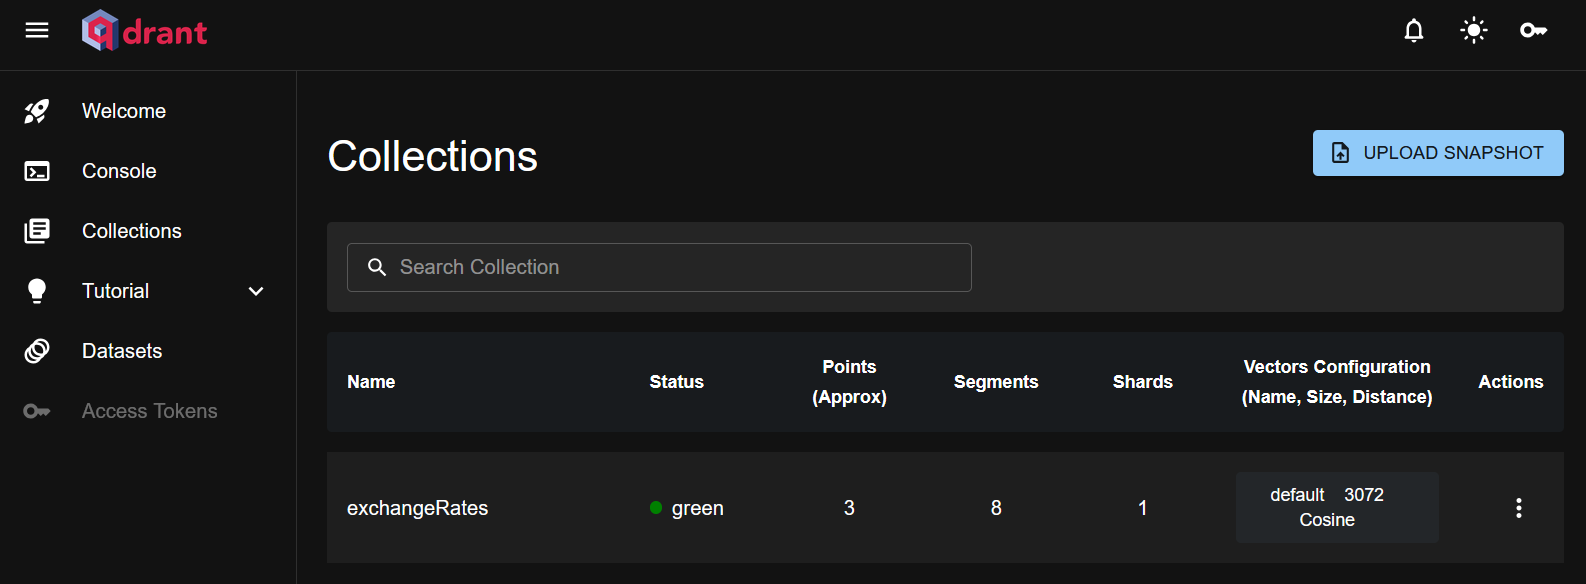 qdrant
Welcome
Console
Collections
Tutorial
Datasets
Access Tokens
Collections
UPLOAD SNAPSHOT
Search Collection
Name
Status
Points
(Approx)
Segments
Shards
Vectors Configuration
(Name, Size, Distance)
Actions
exchangeRates
green
3
8
1
default 3072
Cosine